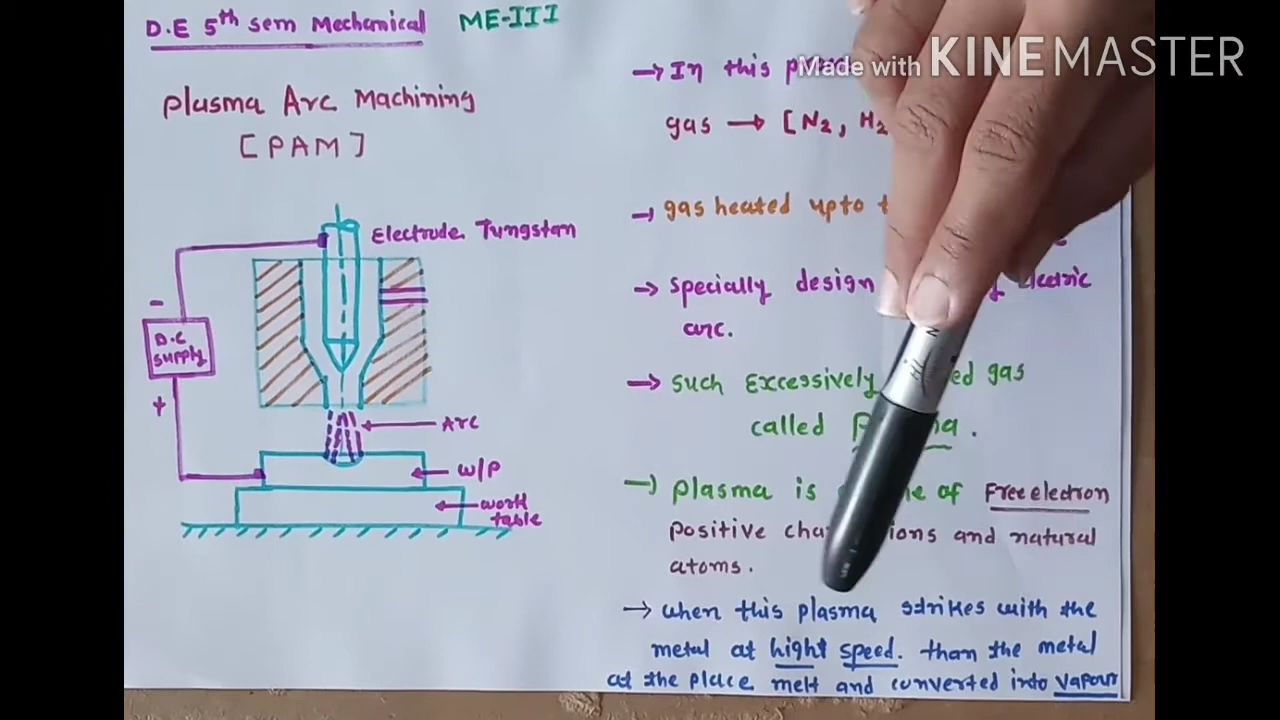 D.E 5th sem Mechanical ME-III
Plasma Arc Machining
[PAM]
Electrode Tungston
-
D.C
supply
+
Arc
W/P
work
table
Made with KINEMASTER
→ In this
gas → [N2, H2
→ gas heated upto
→ Specially design electric
arc.
→ Such Excessively gas
called .
→ plasma is of Free electron
positive ions and natural
atoms.
→ when this plasma strikes with the
metal at hight speed. than the metal
at the place melt and converted into vapour